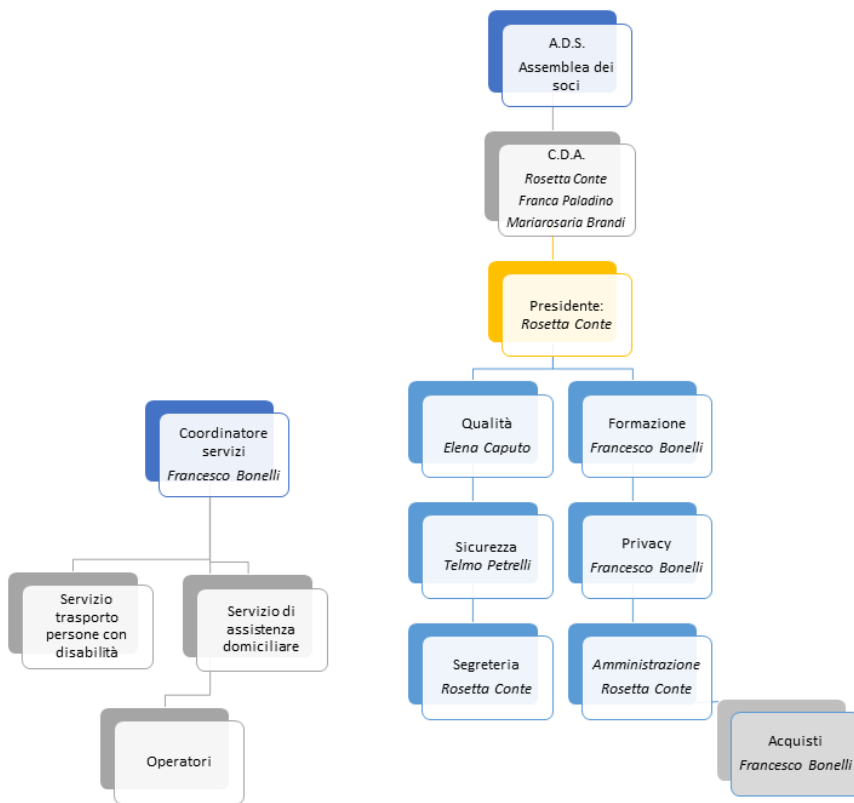 A.D.S.
Assemblea dei
soci
C.D.A.
Rosetta Conte
Franca Paladino
Mariarosaria Brandi
Presidente:
Rosetta Conte
Qualità
Elena Caputo
Formazione
Francesco Bonelli
Coordinatore
servizi
Francesco Bonelli
Sicurezza
Telmo Petrelli
Privacy
Francesco Bonelli
Servizio
trasporto
persone con
disabilità
Servizio di
assistenza
domiciliare
Segreteria
Rosetta Conte
Amministrazione
Rosetta Conte
Operatori
Acquisti
Francesco Bonelli